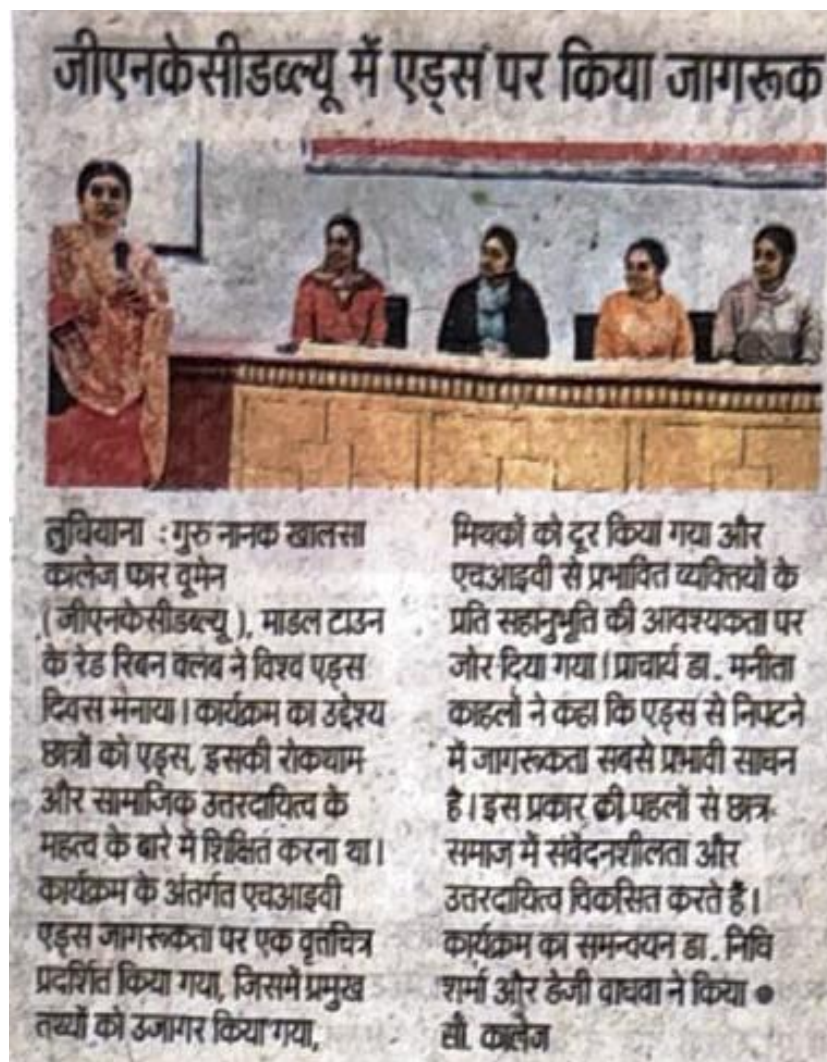 जीएनकेसीडब्ल्यू में एड्स पर किया जागरूक
लुधियाना : गुरु नानक खालसा
कालेज फार वूमेन
(जीएनकेसीडब्ल्यू), माडल टाउन
के रेड रिबन क्लब ने विश्व एड्स
दिवस मनाया। कार्यक्रम का उद्देश्य
छात्रों को एड्स, इसकी रोकथाम
और सामाजिक उत्तरदायित्व के
महत्व के बारे में शिक्षित करना था।
कार्यक्रम के अंतर्गत एचआइवी
एड्स जागरूकता पर एक वृत्तचित्र
प्रदर्शित किया गया, जिसमें प्रमुख
तथ्यों को उजागर किया गया,
मिथकों को दूर किया गया और
एचआइवी से प्रभावित व्यक्तियों के
प्रति सहानुभूति की आवश्यकता पर
जोर दिया गया। प्राचार्य डा. मनीता
काहलों ने कहा कि एड्स से निपटने
में जागरूकता सबसे प्रभावी साधन
है। इस प्रकार की पहलों से छात्र
समाज में संवेदनशीलता और
उत्तरदायित्व विकसित करते हैं।
कार्यक्रम का समन्वयन डा. निधि
शर्मा और डेजी वाधवा ने किया ●
सौ. कालेज